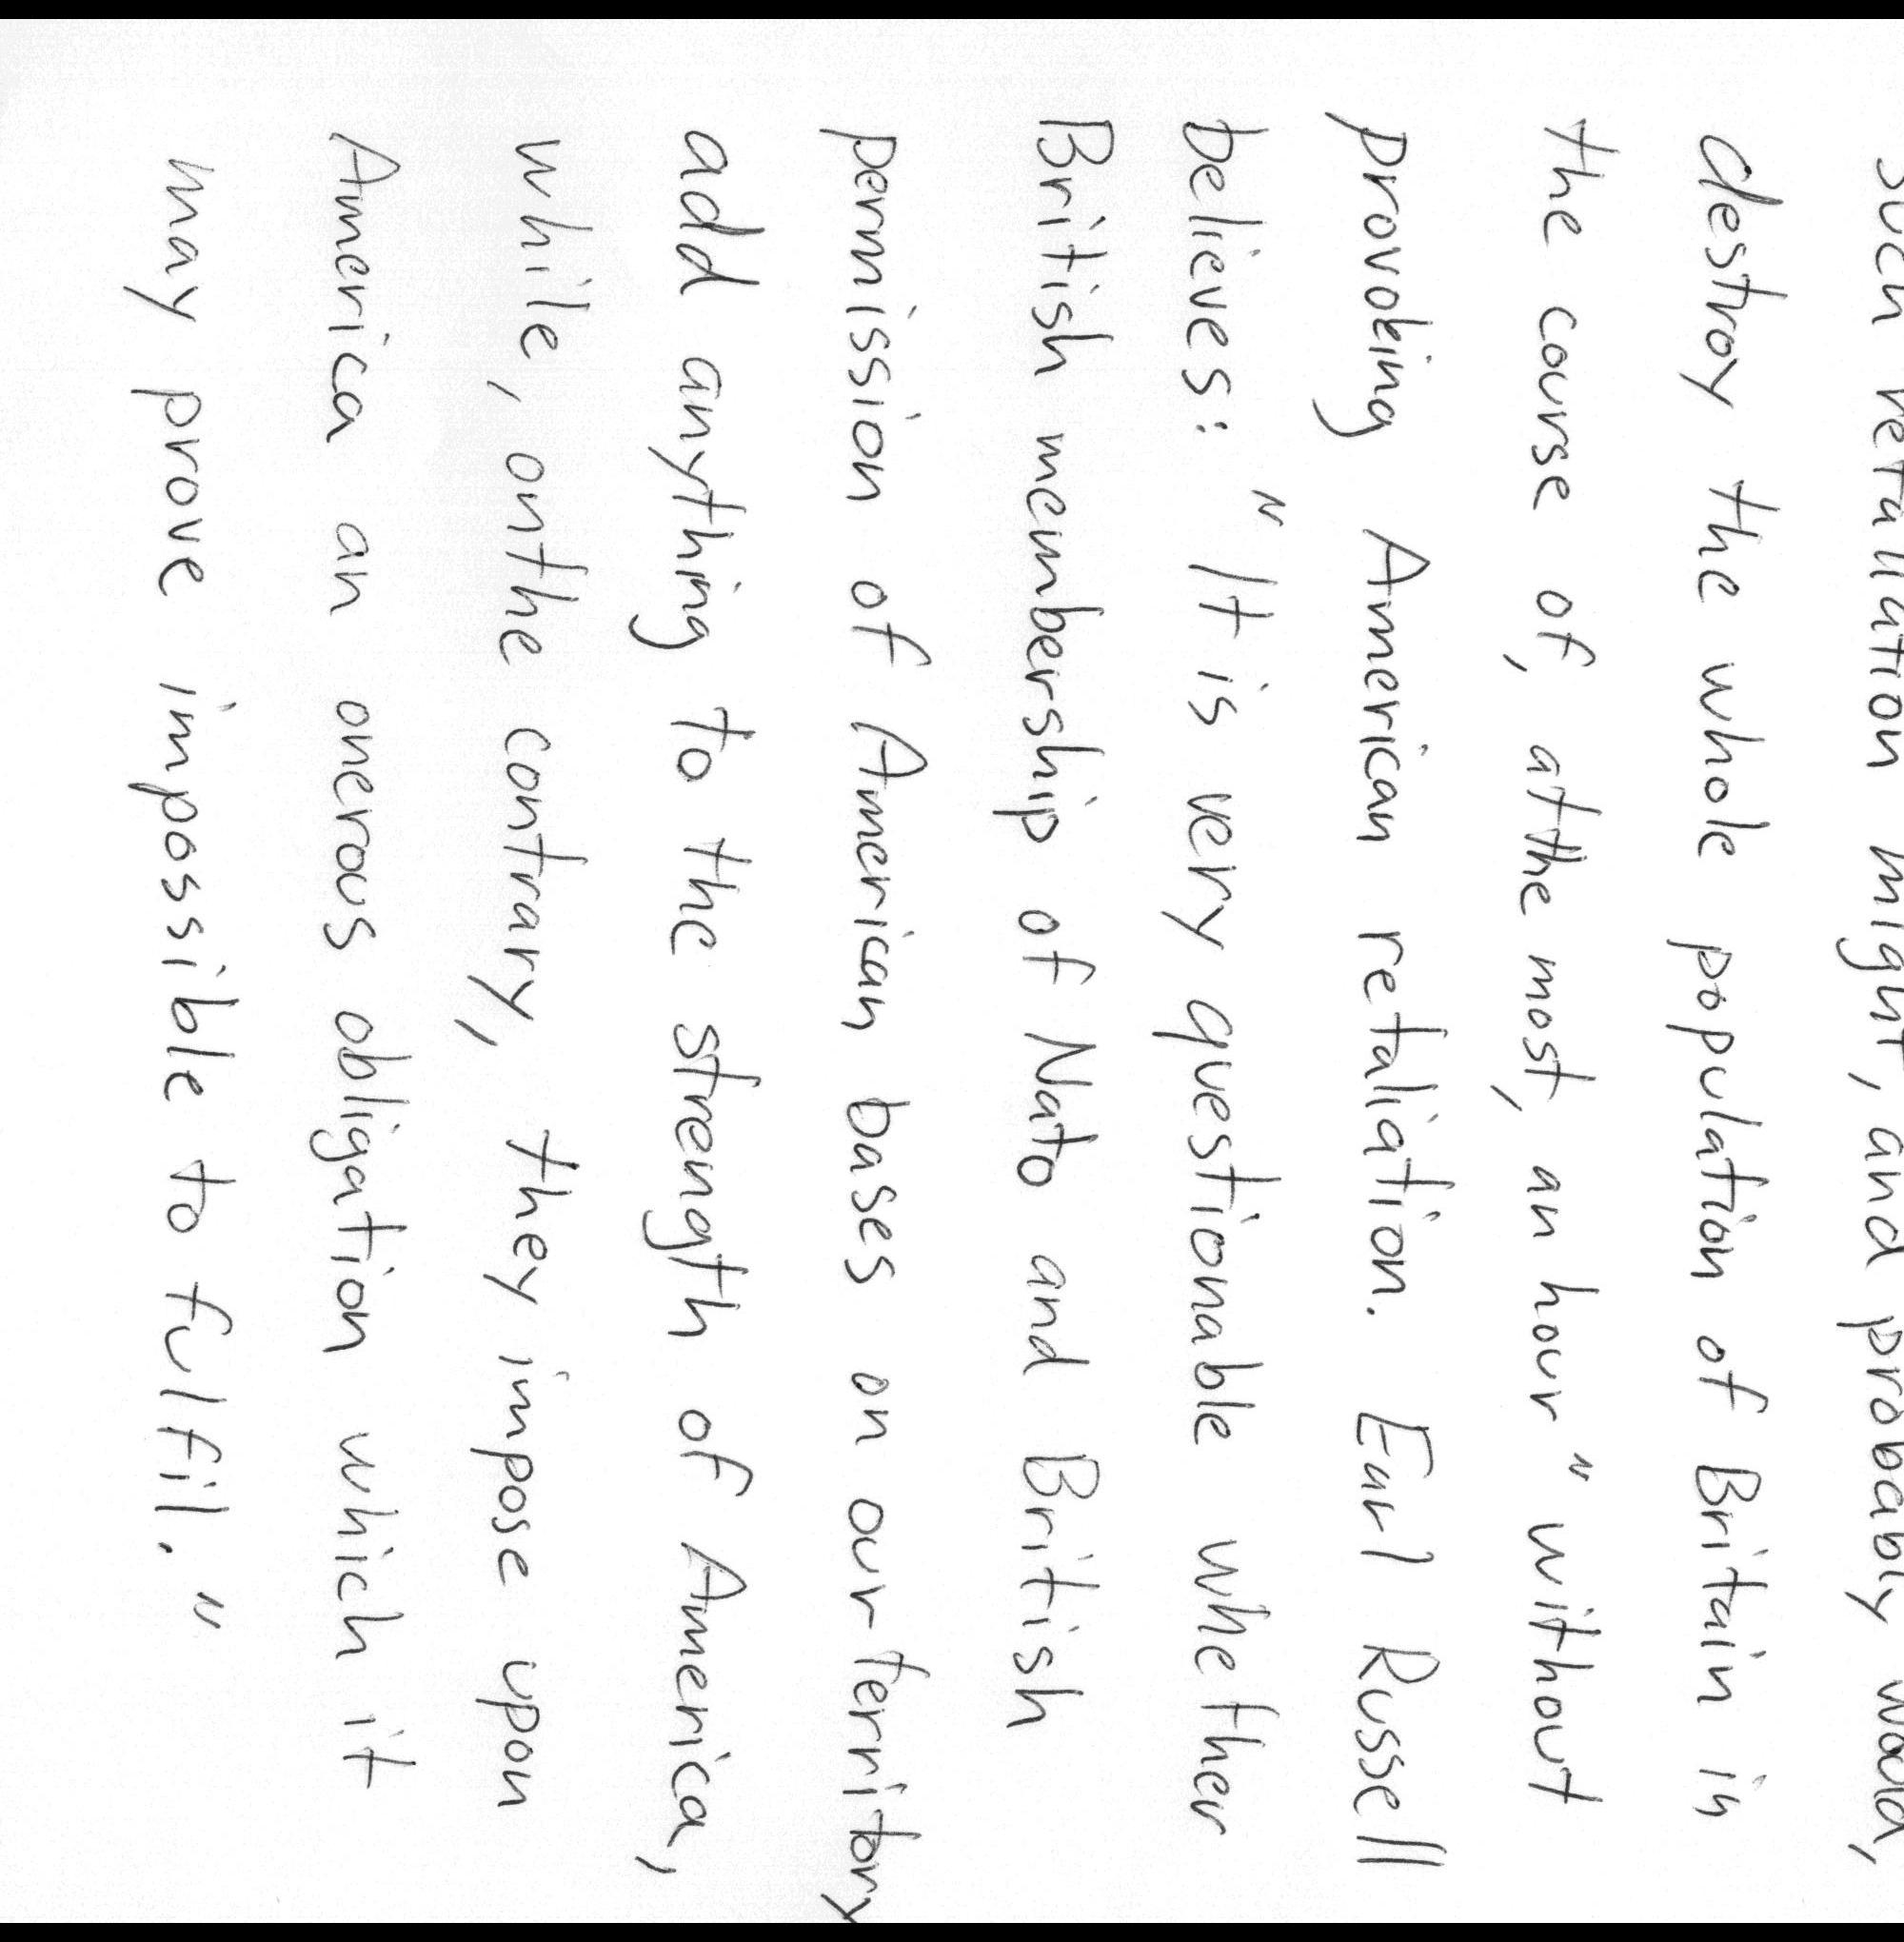 such retaliation might, and probably would,
destroy the whole population of Britain in
the course of, at the most, an hour" without
provoking American retaliation. Earl Russell
believes: "It is very questionable whether
British membership of Nato and British
permission of American bases on our territory
add anything to the strength of America,
while, on the contrary, they impose upon
America an onerous obligation which it
may prove impossible to fulfil."